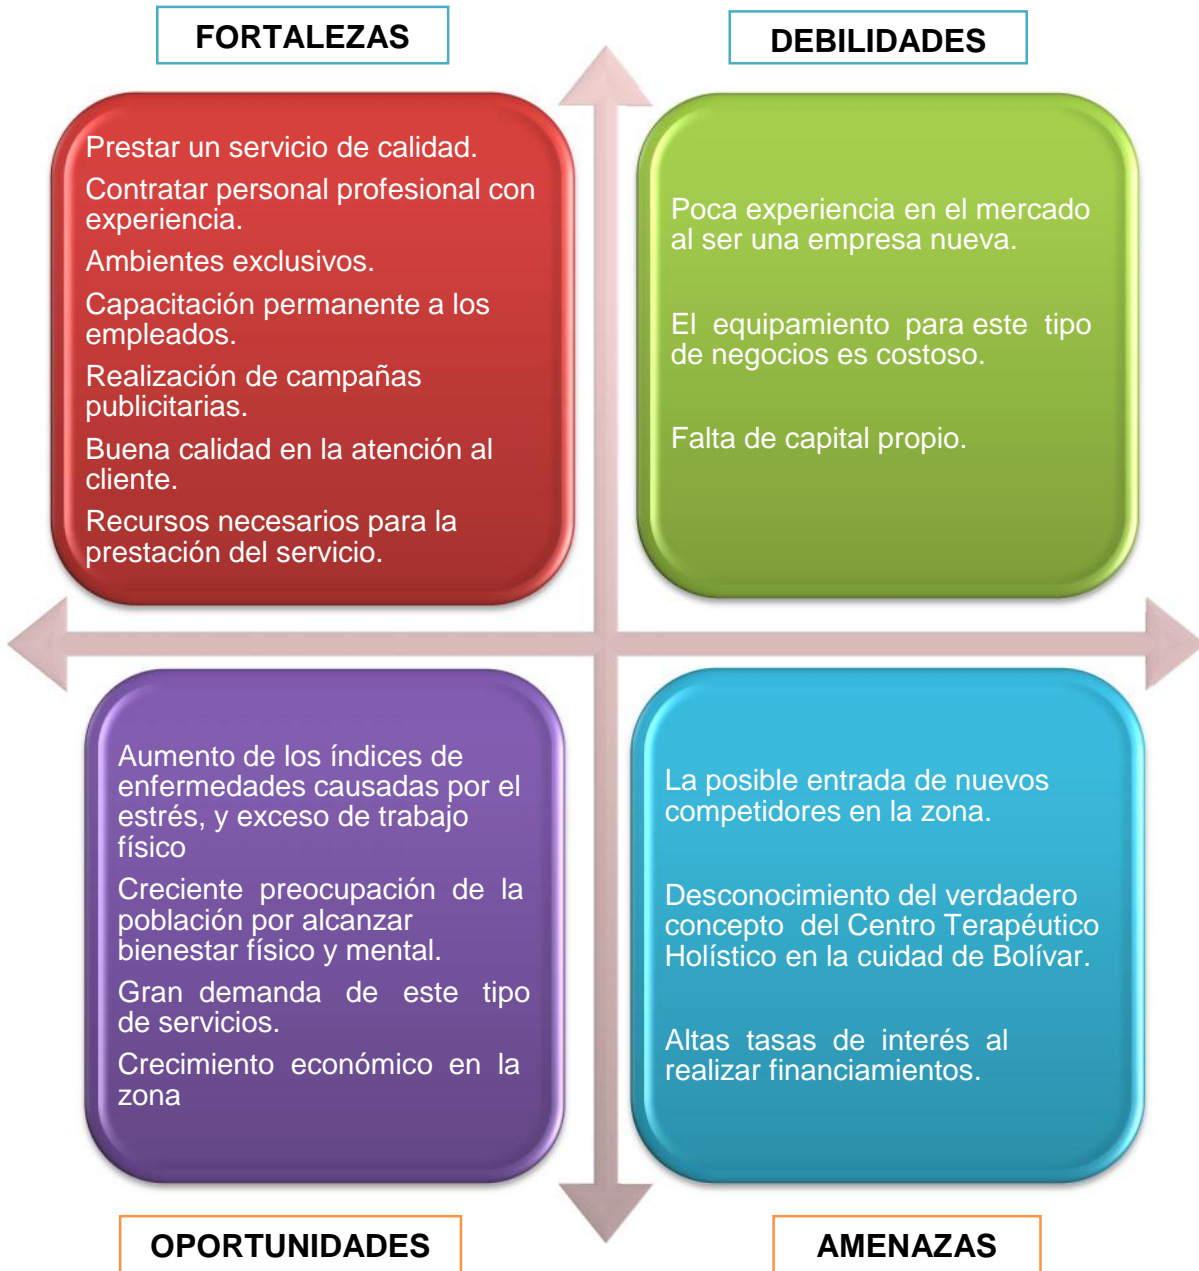 FORTALEZAS
Prestar un servicio de calidad.
Contratar personal profesional con
experiencia.
Ambientes exclusivos.
Capacitación permanente a los
empleados.
Realización de campañas
publicitarias.
Buena calidad en la atención al
cliente.
Recursos necesarios para la
prestación del servicio.
DEBILIDADES
Poca experiencia en el mercado
al ser una empresa nueva.
El equipamiento para este tipo
de negocios es costoso.
Falta de capital propio.
Aumento de los índices de
enfermedades causadas por el
estrés, y exceso de trabajo
físico
Creciente preocupación de la
población por alcanzar
bienestar físico y mental.
Gran demanda de este tipo
de servicios.
Crecimiento económico en la
zona
OPORTUNIDADES
La posible entrada de nuevos
competidores en la zona.
Desconocimiento del verdadero
concepto del Centro Terapéutico
Holístico en la cuidad de Bolívar.
Altas tasas de interés al
realizar financiamientos.
AMENAZAS